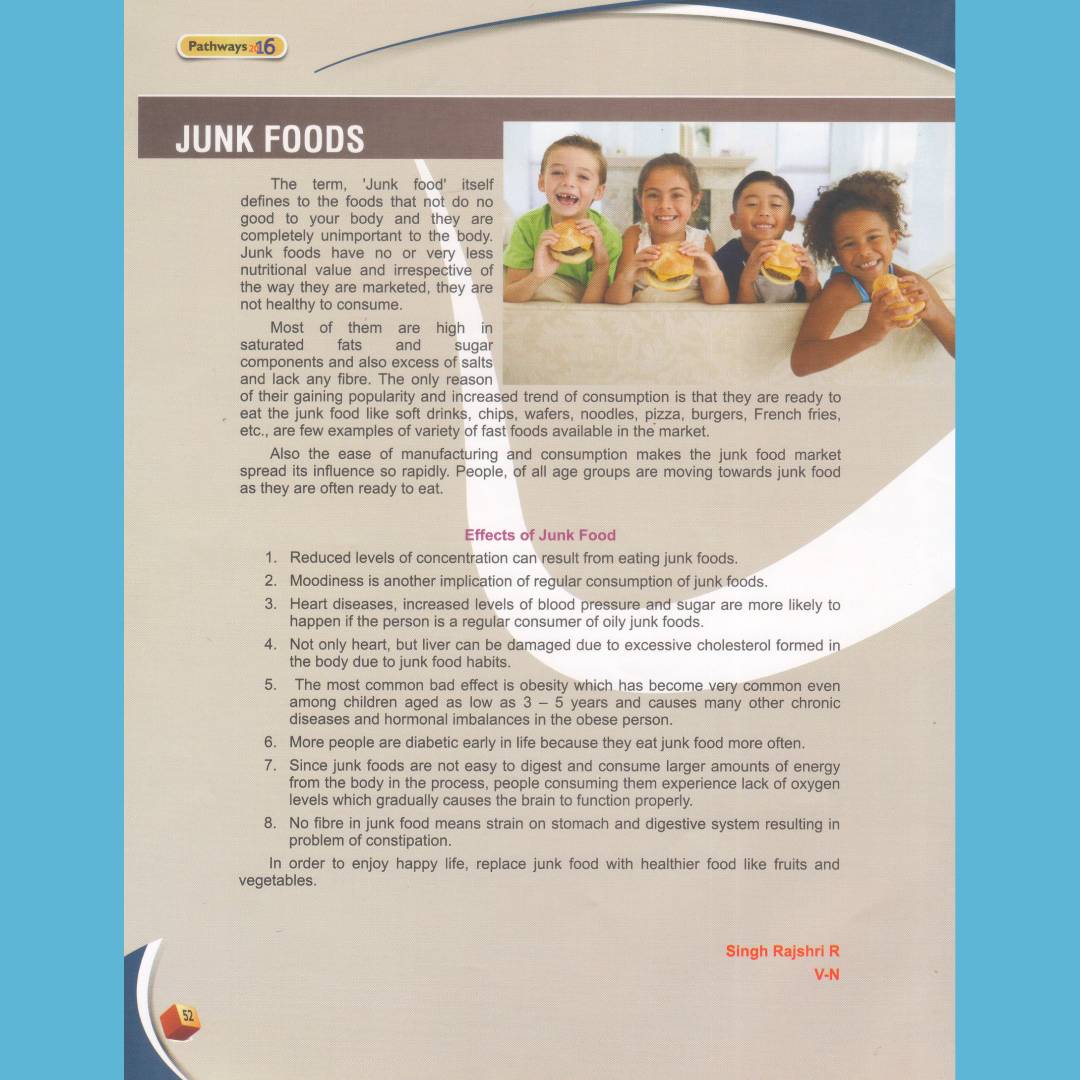 Pathways 2016
JUNK FOODS
The term, 'Junk food' itself
defines to the foods that not do no
good to your body and they are
completely unimportant to the body.
Junk foods have no or very less
nutritional value and irrespective of
the way they are marketed, they are
not healthy to consume.
Most of them are high in
saturated fats and sugar
components and also excess of salts
and lack any fibre. The only reason
of their gaining popularity and increased trend of consumption is that they are ready to
eat the junk food like soft drinks, chips, wafers, noodles, pizza, burgers, French fries,
etc., are few examples of variety of fast foods available in the market.
Also the ease of manufacturing and consumption makes the junk food market
spread its influence so rapidly. People, of all age groups are moving towards junk food
as they are often ready to eat.
Effects of Junk Food
1. Reduced levels of concentration can result from eating junk foods.
2. Moodiness is another implication of regular consumption of junk foods.
3. Heart diseases, increased levels of blood pressure and sugar are more likely to
happen if the person is a regular consumer of oily junk foods.
4. Not only heart, but liver can be damaged due to excessive cholesterol formed in
the body due to junk food habits.
5. The most common bad effect is obesity which has become very common even
among children aged as low as 3 – 5 years and causes many other chronic
diseases and hormonal imbalances in the obese person.
6. More people are diabetic early in life because they eat junk food more often.
7. Since junk foods are not easy to digest and consume larger amounts of energy
from the body in the process, people consuming them experience lack of oxygen
levels which gradually causes the brain to function properly.
8. No fibre in junk food means strain on stomach and digestive system resulting in
problem of constipation.
In order to enjoy happy life, replace junk food with healthier food like fruits and
vegetables.
Singh Rajshri R
V-N
52